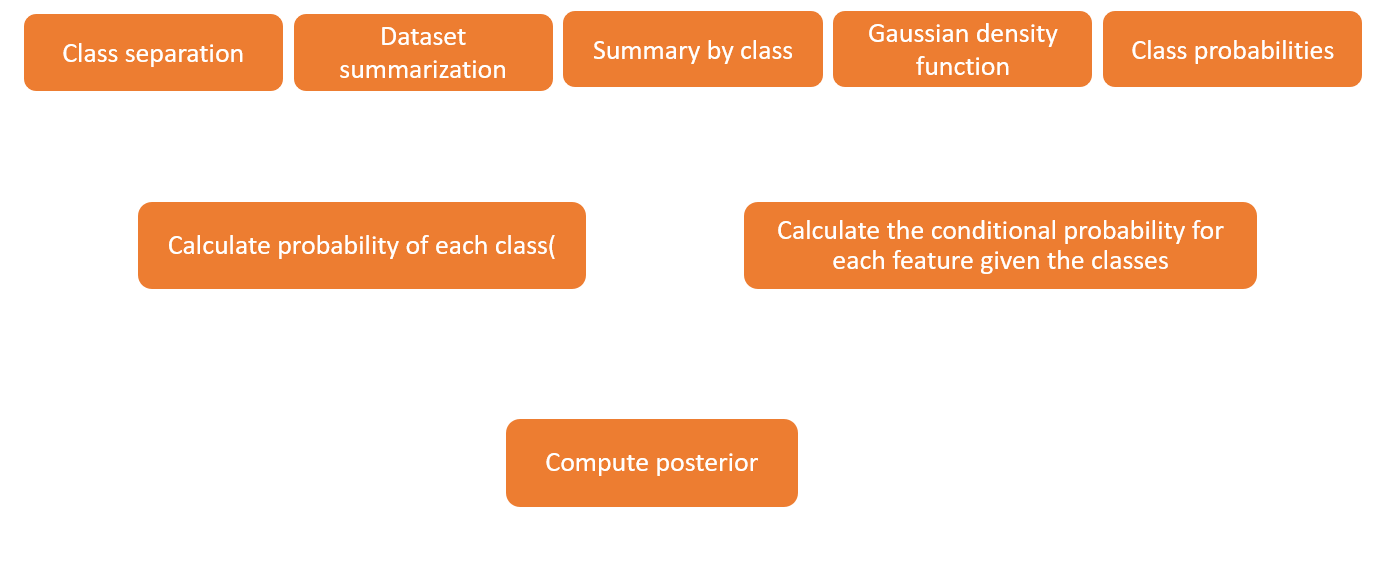 Class separation
Dataset
summarization
Summary by class
Gaussian density
function
Class probabilities
Calculate probability of each class(
Calculate the conditional probability for
each feature given the classes
Compute posterior